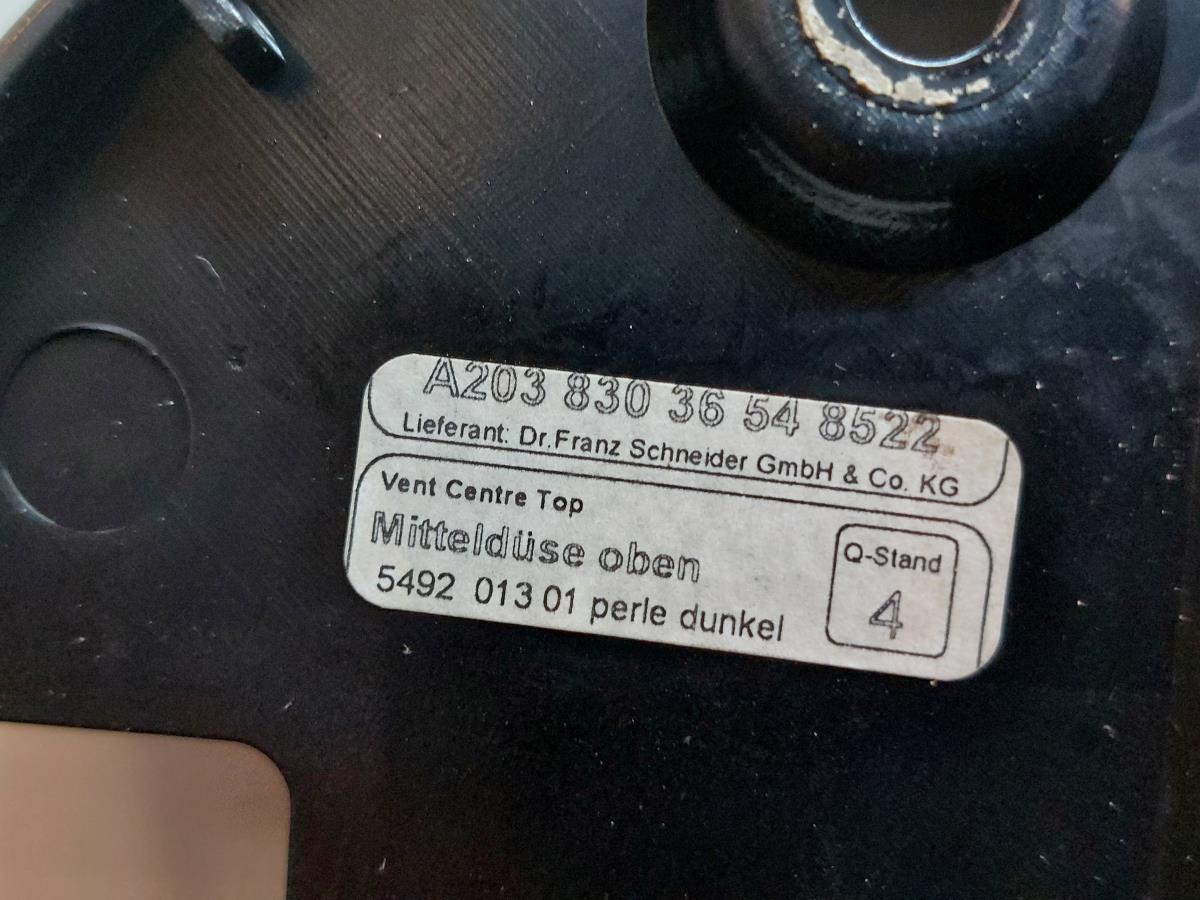 A203 830 36 54 8522
Lieferant: Dr.Franz Schneider GmbH & Co. KG
Vent Centre Top
Mitteldüse oben
5492 013 01 perle dunkel
Q-Stand
4